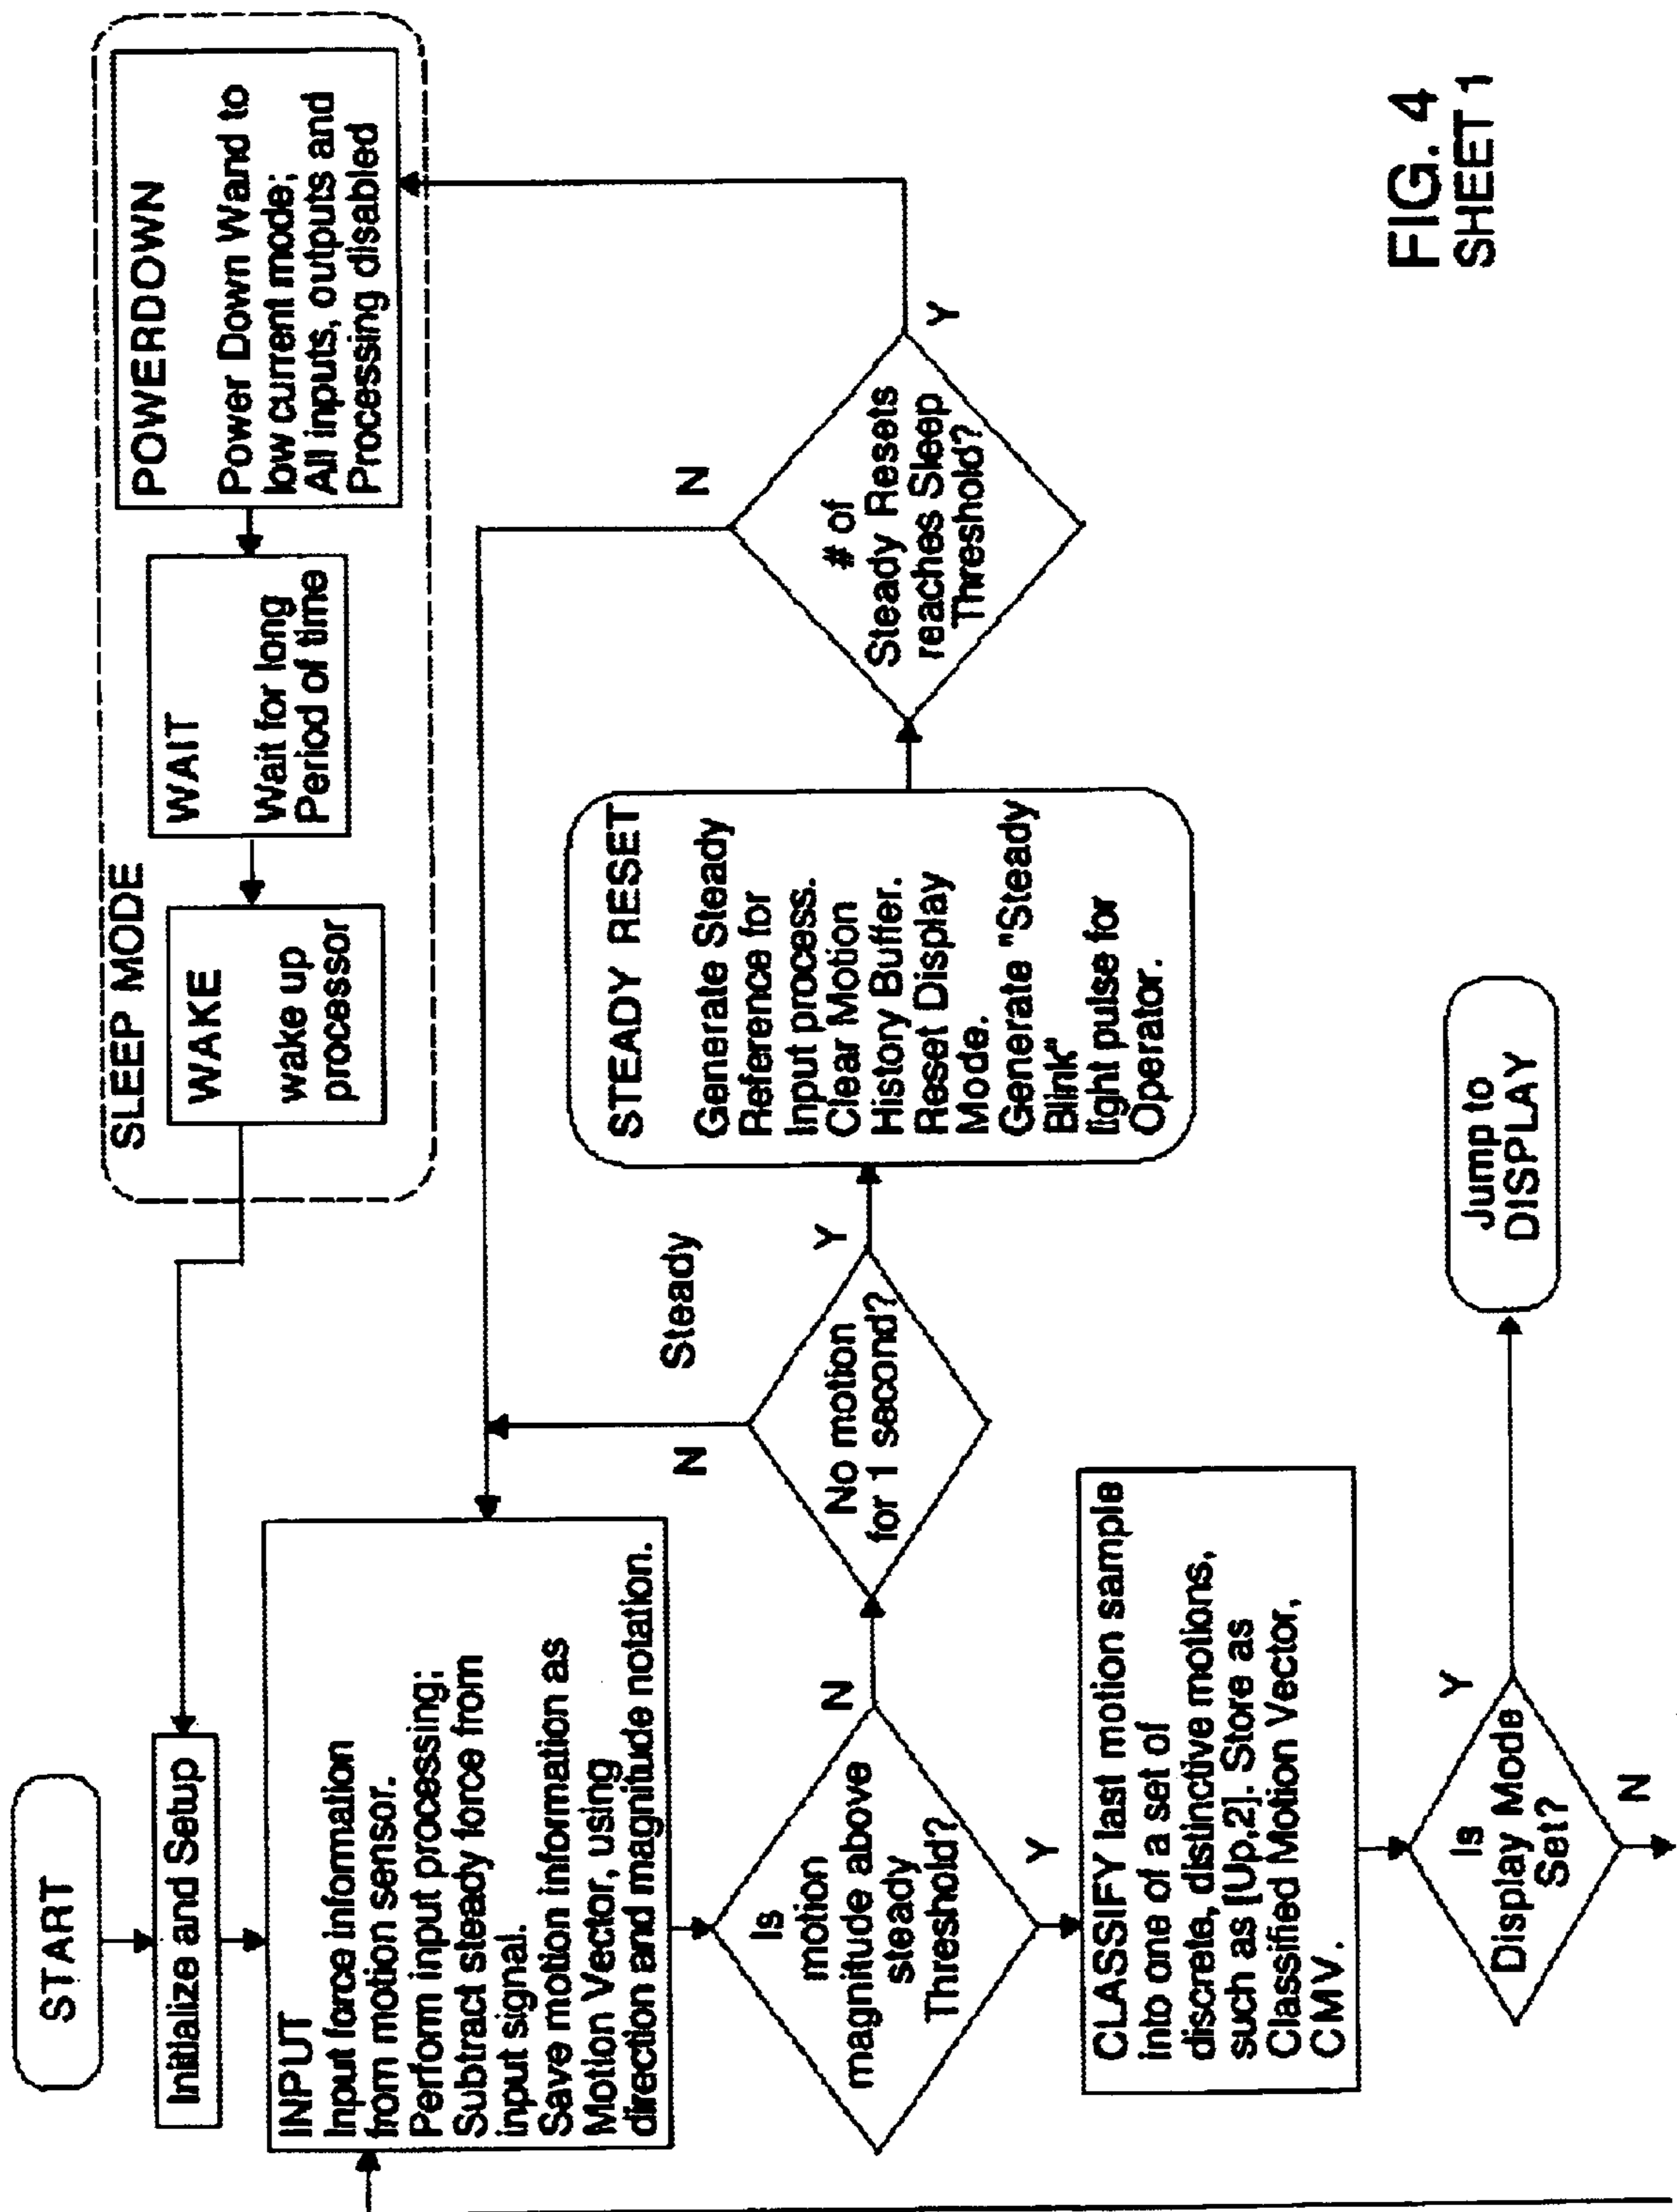 START
Initialize and Setup
SLEEP MODE
WAKE
wake up
processor
WAIT
Wait for long
Period of time
POWERDOWN
Power Down Wand to
low current mode;
All inputs, outputs and
Processing disabled
INPUT
Input force information
from motion sensor.
Perform input processing;
Subtract steady force from
input signal.
Save motion information as
Motion Vector, using
direction and magnitude notation.
Is
motion
magnitude above
steady
Threshold?
N
Y
No motion
for 1 second?
N
Y
Steady
STEADY RESET
Generate Steady
Reference for
Input process.
Clear Motion
History Buffer.
Reset Display
Mode.
Generate "Steady
Blink"
light pulse for
Operator.
# of
Steady Resets
reaches Sleep
Threshold?
N
Y
CLASSIFY last motion sample
into one of a set of
discrete, distinctive motions,
such as [Up,2]. Store as
Classified Motion Vector,
CMV.
Is
Display Mode
Set?
Y
N
Jump to
DISPLAY
FIG. 4
SHEET 1